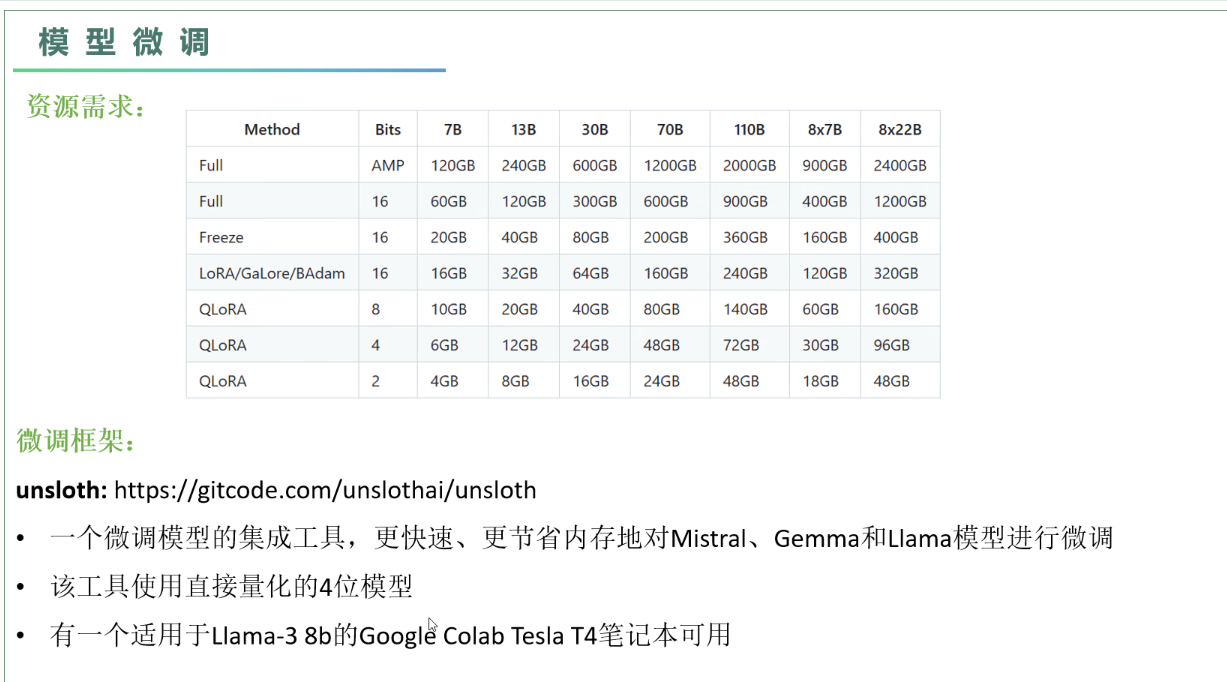 模型微调
资源需求：
Method Bits 7B 13B 30B 70B 110B 8x7B 8x22B
Full AMP 120GB 240GB 600GB 1200GB 2000GB 900GB 2400GB
Full 16 60GB 120GB 300GB 600GB 900GB 400GB 1200GB
Freeze 16 20GB 40GB 80GB 200GB 360GB 160GB 400GB
LoRA/GaLore/BAdam 16 16GB 32GB 64GB 160GB 240GB 120GB 320GB
QLoRA 8 10GB 20GB 40GB 80GB 140GB 60GB 160GB
QLoRA 4 6GB 12GB 24GB 48GB 72GB 30GB 96GB
QLoRA 2 4GB 8GB 16GB 24GB 48GB 18GB 48GB
微调框架：
unsloth: https://gitcode.com/unslothai/unsloth
• 一个微调模型的集成工具，更快速、更节省内存地对Mistral、Gemma和Llama模型进行微调
• 该工具使用直接量化的4位模型
• 有一个适用于Llama-3 8b的Google Colab Tesla T4笔记本可用